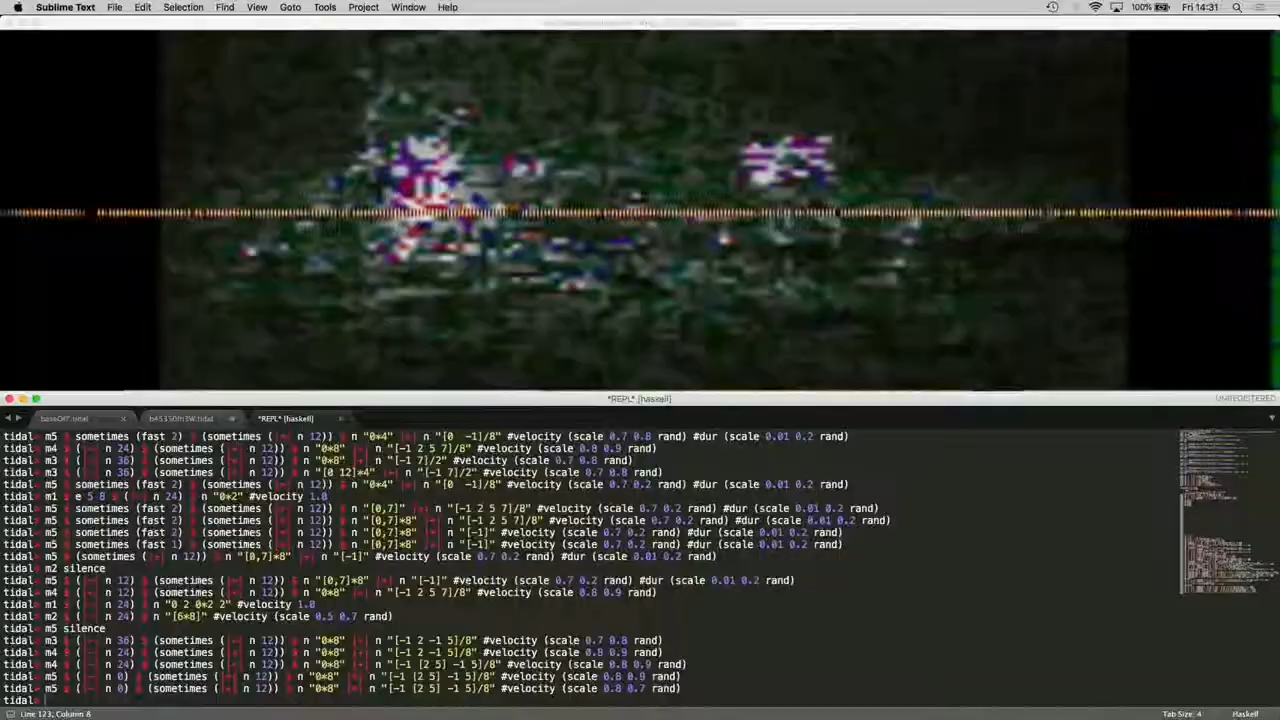 Sublime Text File Edit Selection Find View Goto Tools Project Window Help 100% Fri 14:31
*REPL* [haskell] UNREGISTERED
baseOff.tidal *REPL* [haskell]
tidal> m5 $ sometimes (fast 2) $ (sometimes (|+| n 12)) $ n "0*4" |+| n "[0 -1]/8" #velocity (scale 0.7 0.8 rand) #dur (scale 0.01 0.2 rand)
tidal> m4 $ (|-| n 24) $ (sometimes (|+| n 12)) $ n "0*8" |+| n "[-1 2 5 7]/8" #velocity (scale 0.8 0.9 rand)
tidal> m3 $ (|-| n 36) $ (sometimes (|+| n 12)) $ n "0*8" |+| n "[-1 7]/2" #velocity (scale 0.7 0.8 rand)
tidal> m3 $ (|-| n 36) $ (sometimes (|+| n 12)) $ n "[0 12]*4" |+| n "[-1 7]/2" #velocity (scale 0.7 0.8 rand)
tidal> m5 $ sometimes (fast 2) $ (sometimes (|+| n 12)) $ n "0*4" |+| n "[0 -1]/8" #velocity (scale 0.7 0.8 rand) #dur (scale 0.01 0.2 rand)
tidal> m1 $ e 5 8 $ (|-| n 24) $ n "0*2" #velocity 1.0
tidal> m5 $ sometimes (fast 2) $ (sometimes (|+| n 12)) $ n "[0,7]" |+| n "[-1 2 5 7]/8" #velocity (scale 0.7 0.2 rand) #dur (scale 0.01 0.2 rand)
tidal> m5 $ sometimes (fast 2) $ (sometimes (|+| n 12)) $ n "[0,7]*8" |+| n "[-1 2 5 7]/8" #velocity (scale 0.7 0.2 rand) #dur (scale 0.01 0.2 rand)
tidal> m5 $ sometimes (fast 2) $ (sometimes (|+| n 12)) $ n "[0,7]*8" |+| n "[-1]" #velocity (scale 0.7 0.2 rand) #dur (scale 0.01 0.2 rand)
tidal> m5 $ sometimes (fast 1) $ (sometimes (|+| n 12)) $ n "[0,7]*8" |+| n "[-1]" #velocity (scale 0.7 0.2 rand) #dur (scale 0.01 0.2 rand)
tidal> m5 $ (sometimes (|+| n 12)) $ n "[0,7]*8" |+| n "[-1]" #velocity (scale 0.7 0.2 rand) #dur (scale 0.01 0.2 rand)
tidal> m2 silence
tidal> m5 $ (|-| n 12) $ (sometimes (|+| n 12)) $ n "[0,7]*8" |+| n "[-1]" #velocity (scale 0.7 0.2 rand) #dur (scale 0.01 0.2 rand)
tidal> m4 $ (|-| n 12) $ (sometimes (|+| n 12)) $ n "0*8" |+| n "[-1 2 5 7]/8" #velocity (scale 0.8 0.9 rand)
tidal> m1 $ (|-| n 24) $ n "0 2 0*2 2" #velocity 1.0
tidal> m2 $ (|-| n 24) $ n "[6*8]" #velocity (scale 0.5 0.7 rand)
tidal> m5 silence
tidal> m3 $ (|-| n 36) $ (sometimes (|+| n 12)) $ n "0*8" |+| n "[-1 2 -1 5]/8" #velocity (scale 0.7 0.8 rand)
tidal> m4 $ (|-| n 24) $ (sometimes (|+| n 12)) $ n "0*8" |+| n "[-1 2 -1 5]/8" #velocity (scale 0.8 0.9 rand)
tidal> m4 $ (|-| n 24) $ (sometimes (|+| n 12)) $ n "0*8" |+| n "[-1 [2 5] -1 5]/8" #velocity (scale 0.8 0.9 rand)
tidal> m5 $ (|-| n 0) $ (sometimes (|+| n 12)) $ n "0*8" |+| n "[-1 [2 5] -1 5]/8" #velocity (scale 0.8 0.9 rand)
tidal> m5 $ (|-| n 0) $ (sometimes (|+| n 12)) $ n "0*8" |+| n "[-1 [2 5] -1 5]/8" #velocity (scale 0.8 0.7 rand)
tidal>
Line 123, Column 8 Tab Size: 4 Haskell